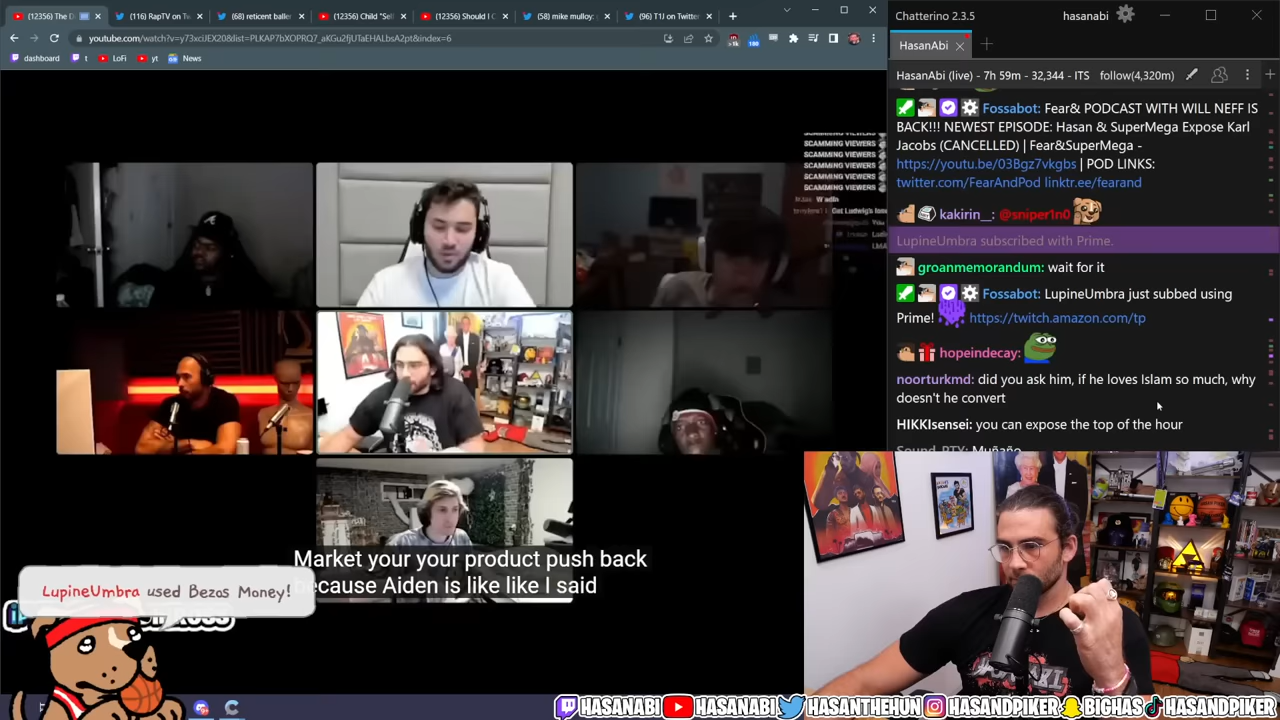 (12356) The D
(116) RapTV on Tw
(68) reticent baller
(12356) Child "Sel
(12356) Should I C
(58) mike mulloy:
(96) T1J on Twitter
youtube.com/watch?v=y73xciJEX20&list=PLKAP7bXOPRQ7_aKGu2fjUTaEHALbsA2pt&index=6
dashboard
t
LoFi
yt
News
SCAMMING VIEWERS
SCAMMING VIEWERS
SCAMMING VIEWERS
SCAMMING VIEWERS
SCAMMING VIEWERS
Market your your product push back
because Aiden is like like I said
LupineUmbra used Bezos Money!
Chatterino 2.3.5
hasanabi
HasanAbi
HasanAbi (live) - 7h 59m - 32,344 - ITS
follow(4,320m)
Fossabot: Fear& PODCAST WITH WILL NEFF IS
BACK!!! NEWEST EPISODE: Hasan & SuperMega Expose Karl
Jacobs (CANCELLED) | Fear&SuperMega -
https://youtu.be/03Bgz7vkgbs | POD LINKS:
twitter.com/FearAndPod linktr.ee/fearand
kakirin__: @sniper1n0
LupineUmbra subscribed with Prime.
groanmemorandum: wait for it
Fossabot: LupineUmbra just subbed using
Prime! https://twitch.amazon.com/tp
hopeindecay:
noorturkmd: did you ask him, if he loves Islam so much, why
doesn't he convert
HIKKIsensei: you can expose the top of the hour
HASANABI
HASANABI
HASANTHEHUN
HASANDPIKER
BIGHAS
HASANDPIKER